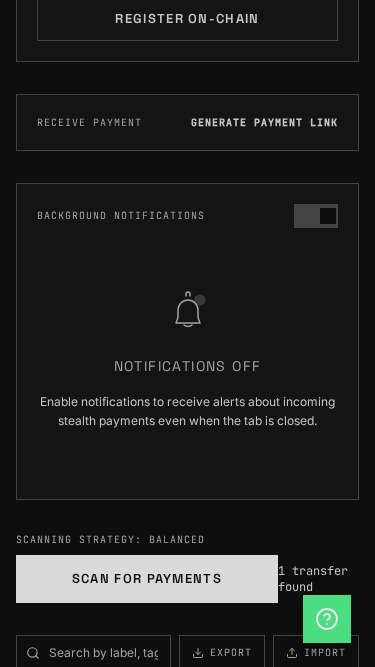 REGISTER ON-CHAIN
RECEIVE PAYMENT
GENERATE PAYMENT LINK
BACKGROUND NOTIFICATIONS
NOTIFICATIONS OFF
Enable notifications to receive alerts about incoming
stealth payments even when the tab is closed.
SCANNING STRATEGY: BALANCED
SCAN FOR PAYMENTS
1 transfer
found
Search by label, tag
EXPORT
IMPORT